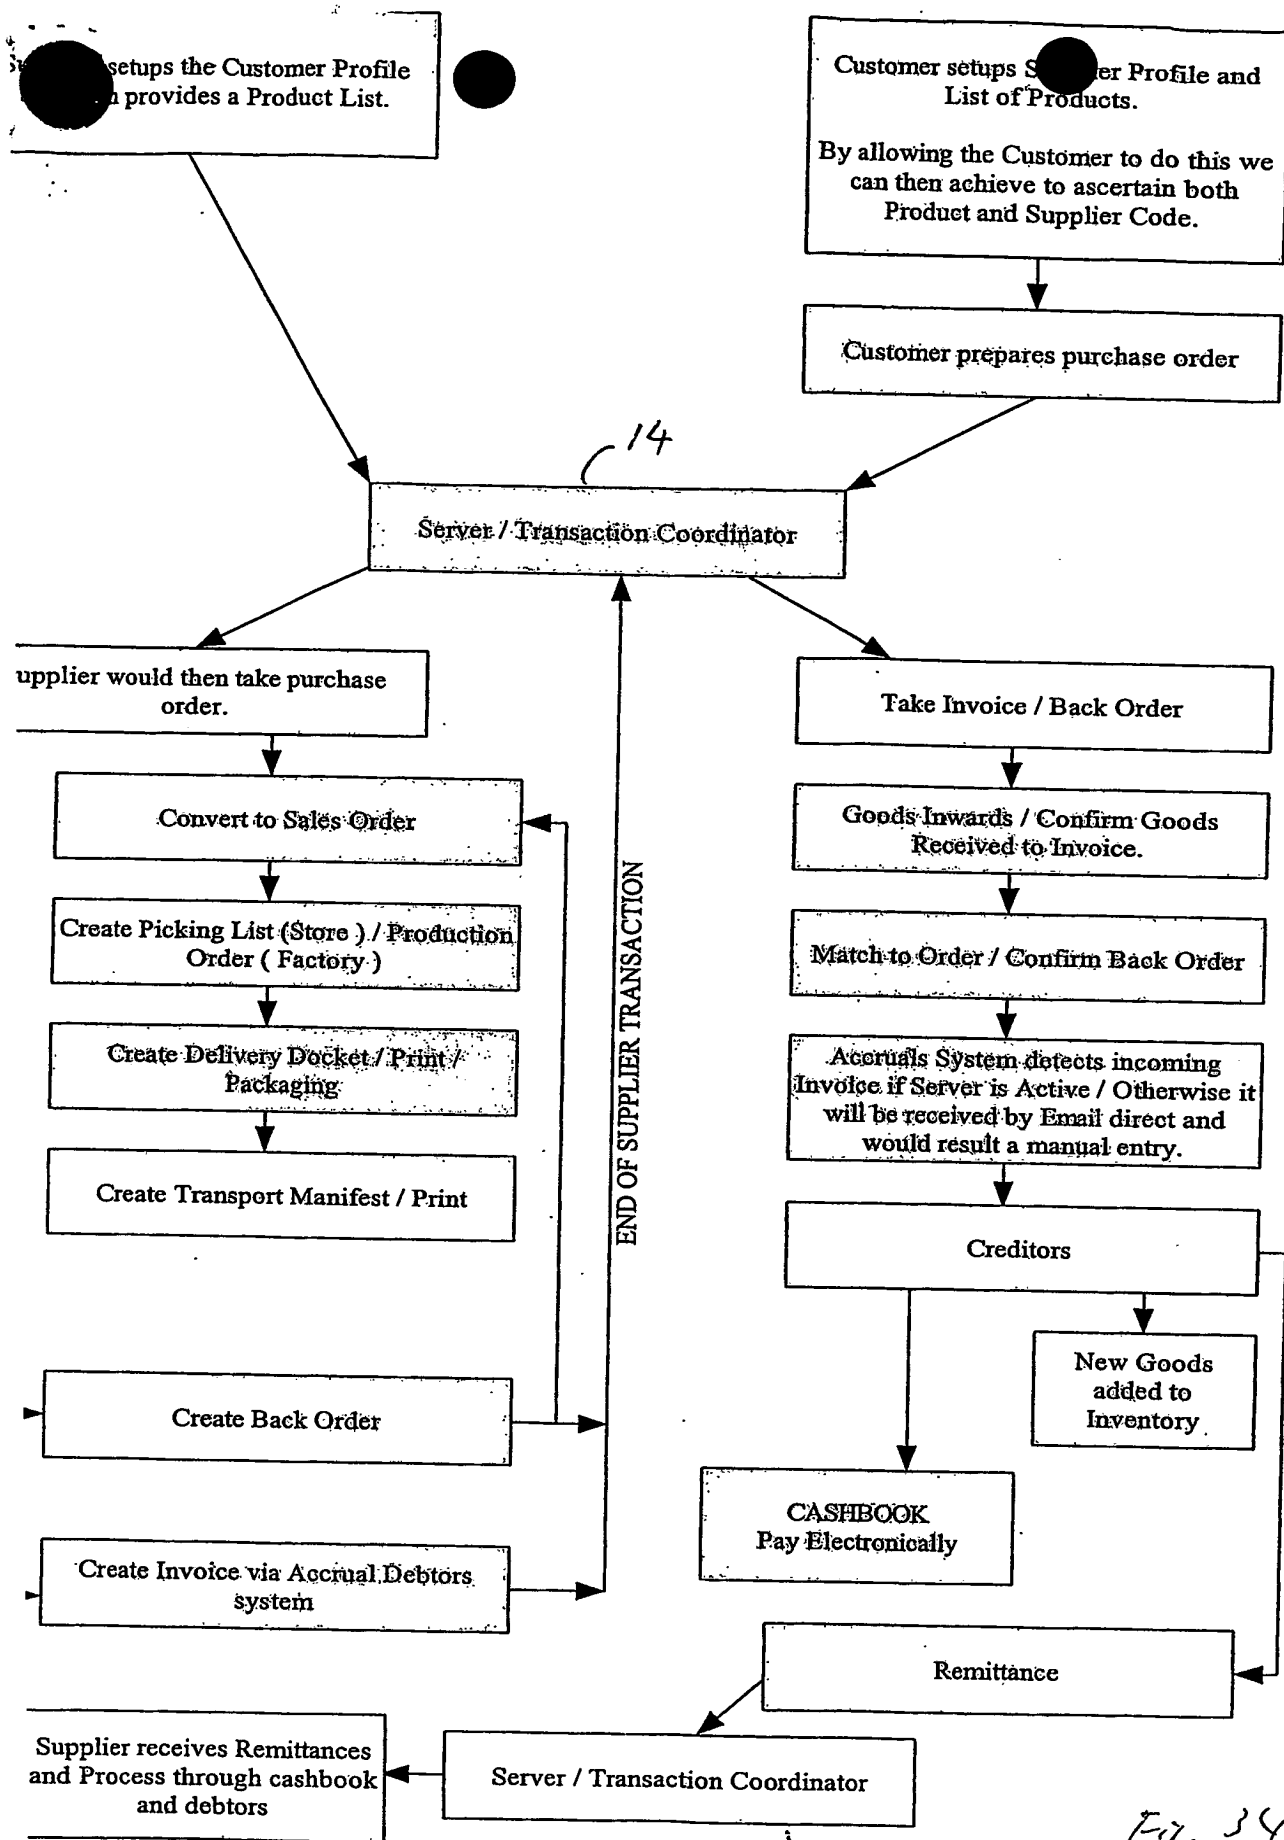 setups the Customer Profile
provides a Product List.
Customer setups Profile and
List of Products.
By allowing the Customer to do this we
can then achieve to ascertain both
Product and Supplier Code.
Customer prepares purchase order
14
Server / Transaction Coordinator
upplier would then take purchase
order.
Convert to Sales Order
Create Picking List (Store ) / Production
Order ( Factory )
Create Delivery Docket / Print /
Packaging
Create Transport Manifest / Print
Create Back Order
Create Invoice via Accrual Debtors
system
END OF SUPPLIER TRANSACTION
Take Invoice / Back Order
Goods Inwards / Confirm Goods
Received to Invoice.
Match to Order / Confirm Back Order
Accruals System detects incoming
Invoice if Server is Active / Otherwise it
will be received by Email direct and
would result a manual entry.
Creditors
New Goods
added to
Inventory
CASHBOOK
Pay Electronically
Remittance
Server / Transaction Coordinator
Supplier receives Remittances
and Process through cashbook
and debtors
Fig. 34